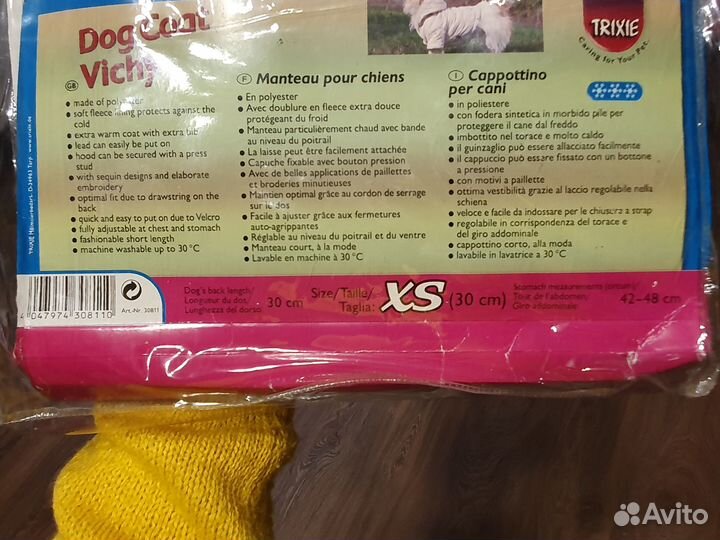 Dog Coat
Vichy
GB
• made of polyester
• soft fleece lining protects against the
cold
• extra warm coat with extra bib
• lead can easily be put on
• hood can be secured with a press
stud
• with sequin designs and elaborate
embroidery
• optimal fit due to drawstring on the
back
• quick and easy to put on due to Velcro
• fully adjustable at chest and stomach
• fashionable short length
• machine washable up to 30°C
F Manteau pour chiens
• En polyester
• Avec doublure en fleece extra douce
protégeant du froid
• Manteau particulièrement chaud avec bande
au niveau du poitrail
• La laisse peut être facilement attachée
• Capuche fixable avec bouton pression
• Avec de belles applications de paillettes
et broderies minutieuses
• Maintien optimal grâce au cordon de serrage
sur le dos
• Facile à ajuster grâce aux fermetures
auto-agrippantes
• Réglable au niveau du poitrail et du ventre
• Manteau court, à la mode
• Lavable en machine à 30°C
I Cappottino
per cani
• in poliestere
• con fodera sintetica in morbido pile per
proteggere il cane dal freddo
• imbottito nel torace e molto caldo
• il guinzaglio può essere allacciato facilmente
• il cappuccio può essere fissato con un bottone
a pressione
• con motivi a paillette
• ottima vestibilità grazie al laccio regolabile nella
schiena
• veloce e facile da indossare per le chiusura a strap
• regolabile in corrispondenza del torace e
del giro addominale
• cappottino corto, alla moda
• lavabile in lavatrice a 30°C
TRIXIE
Caring for Your Pet
4 047974 308110
Art.-Nr. 30811
Dog's back length/
Longueur du dos/
Lunghezza del dorso
30 cm
Size/Taille/
Taglia:
XS (30 cm)
Stomach measurements
Tour de l'abdomen/
Giro addominale:
42–48 cm
Avito